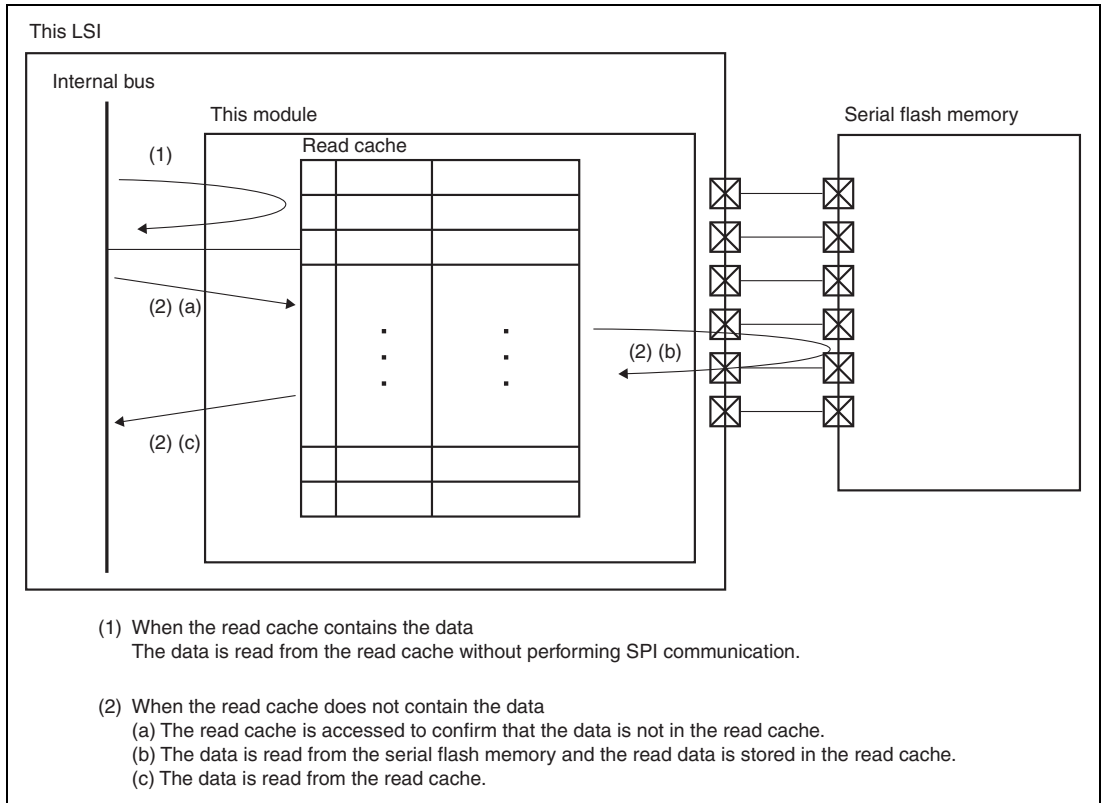 This LSI
Internal bus
This module
Serial flash memory
Read cache
(1)
(2) (a)
(2) (b)
(2) (c)
(1) When the read cache contains the data
The data is read from the read cache without performing SPI communication.
(2) When the read cache does not contain the data
(a) The read cache is accessed to confirm that the data is not in the read cache.
(b) The data is read from the serial flash memory and the read data is stored in the read cache.
(c) The data is read from the read cache.